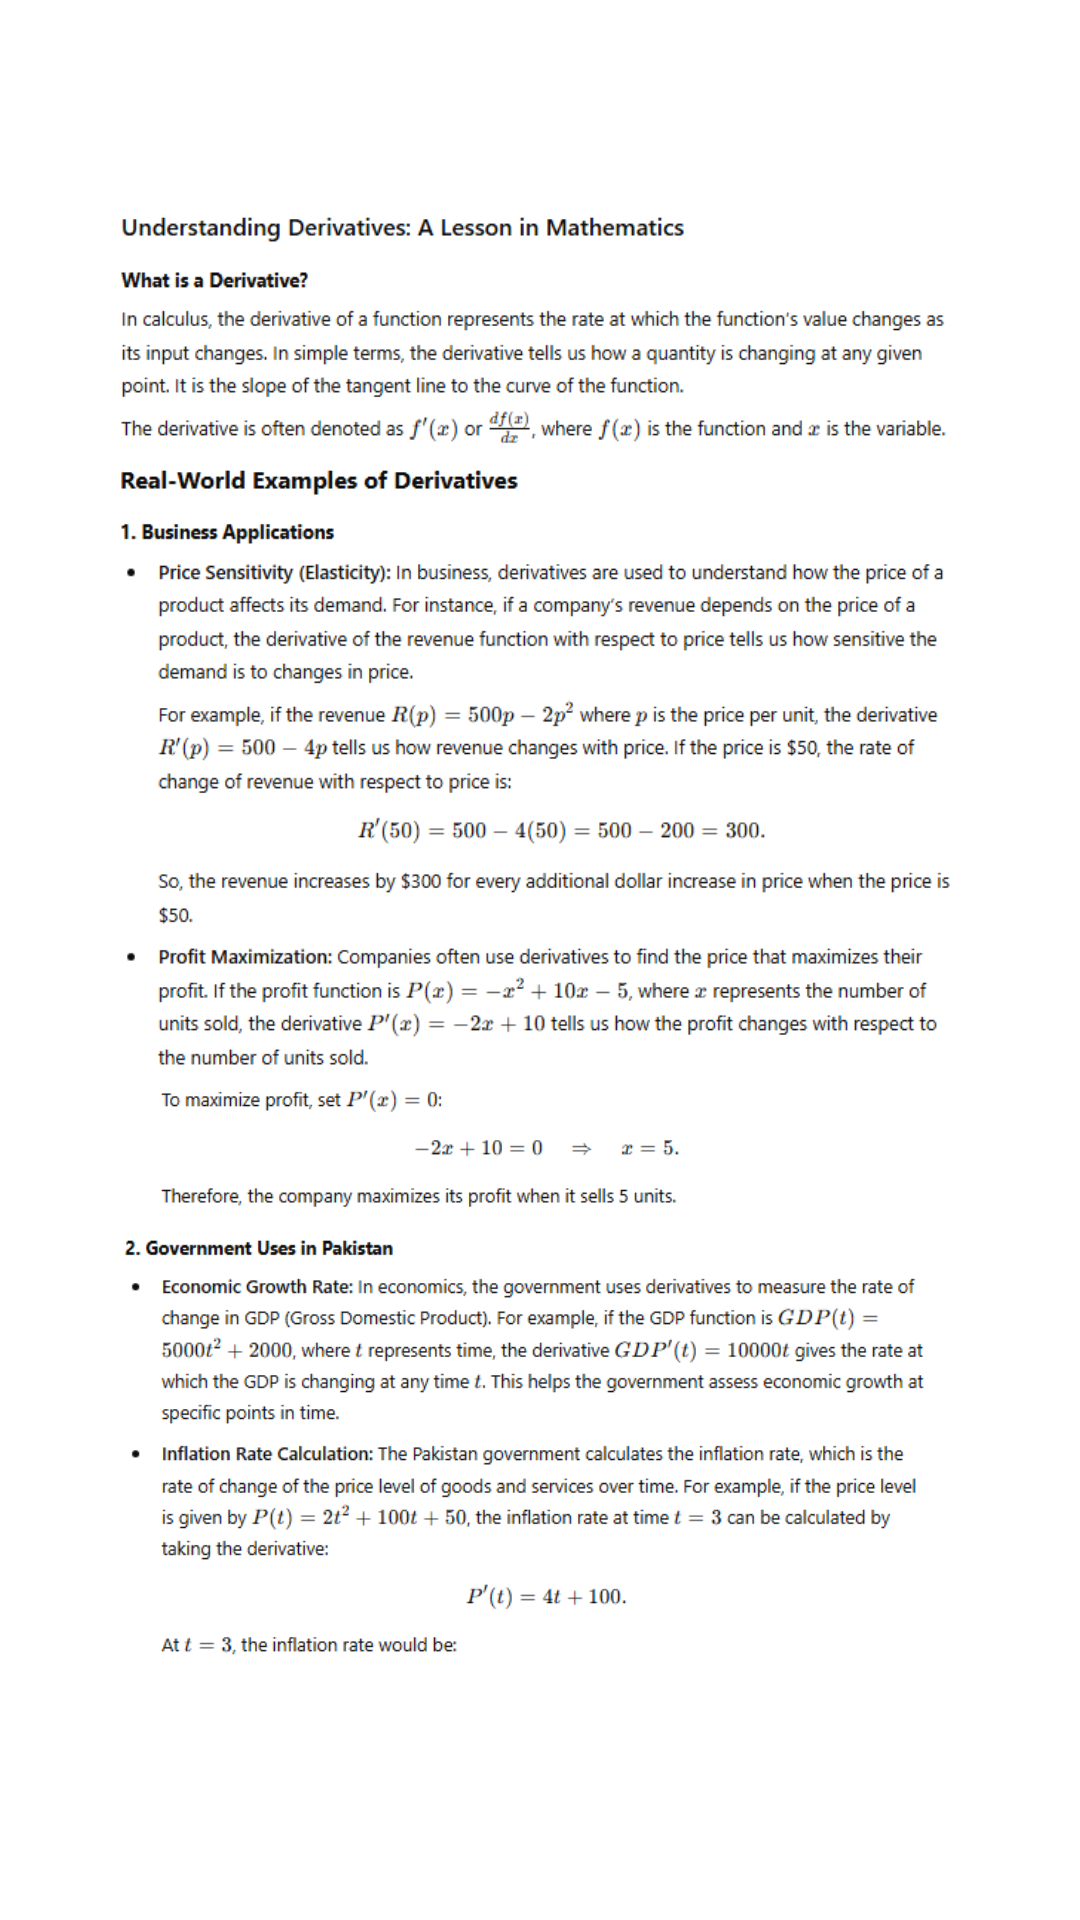 Understanding Derivatives: A Lesson in Mathematics
What is a Derivative?
In calculus, the derivative of a function represents the rate at which the function's value changes as
its input changes. In simple terms, the derivative tells us how a quantity is changing at any given
point. It is the slope of the tangent line to the curve of the function.
The derivative is often denoted as f′(x) or df(x)/dx, where f(x) is the function and x is the variable.
Real-World Examples of Derivatives
1. Business Applications
• Price Sensitivity (Elasticity): In business, derivatives are used to understand how the price of a
product affects its demand. For instance, if a company's revenue depends on the price of a
product, the derivative of the revenue function with respect to price tells us how sensitive the
demand is to changes in price.
For example, if the revenue R(p) = 500p − 2p² where p is the price per unit, the derivative
R′(p) = 500 − 4p tells us how revenue changes with price. If the price is $50, the rate of
change of revenue with respect to price is:
R′(50) = 500 − 4(50) = 500 − 200 = 300.
So, the revenue increases by $300 for every additional dollar increase in price when the price is
$50.
• Profit Maximization: Companies often use derivatives to find the price that maximizes their
profit. If the profit function is P(x) = −x² + 10x − 5, where x represents the number of
units sold, the derivative P′(x) = −2x + 10 tells us how the profit changes with respect to
the number of units sold.
To maximize profit, set P′(x) = 0:
−2x + 10 = 0 ⇒ x = 5.
Therefore, the company maximizes its profit when it sells 5 units.
2. Government Uses in Pakistan
• Economic Growth Rate: In economics, the government uses derivatives to measure the rate of
change in GDP (Gross Domestic Product). For example, if the GDP function is GDP(t) =
5000t² + 2000, where t represents time, the derivative GDP′(t) = 10000t gives the rate at
which the GDP is changing at any time t. This helps the government assess economic growth at
specific points in time.
• Inflation Rate Calculation: The Pakistan government calculates the inflation rate, which is the
rate of change of the price level of goods and services over time. For example, if the price level
is given by P(t) = 2t² + 100t + 50, the inflation rate at time t = 3 can be calculated by
taking the derivative:
P′(t) = 4t + 100.
At t = 3, the inflation rate would be: